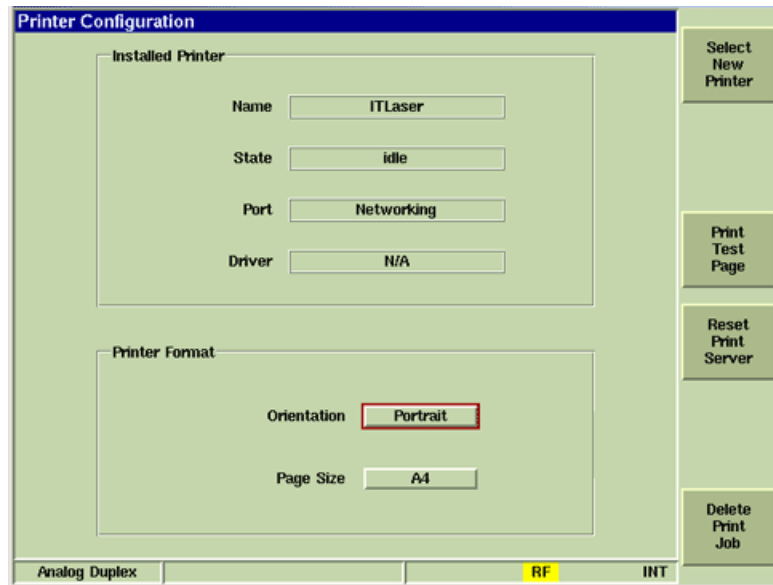 Printer Configuration
Installed Printer
Name ITLaser
State idle
Port Networking
Driver N/A
Printer Format
Orientation Portrait
Page Size A4
Select
New
Printer
Print
Test
Page
Reset
Print
Server
Delete
Print
Job
Analog Duplex RF INT